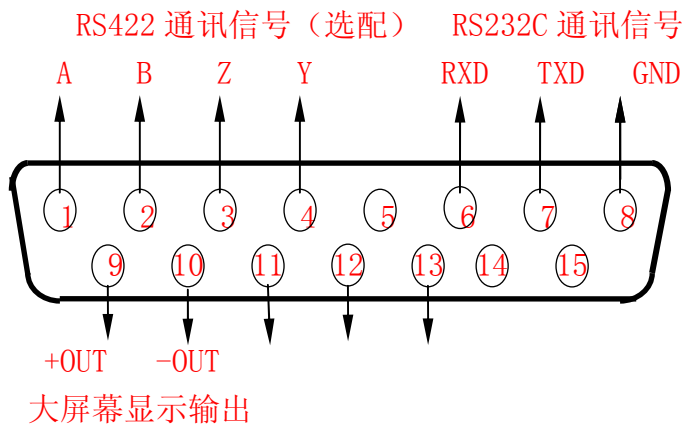 RS422 通讯信号（选配） RS232C 通讯信号
A B Z Y RXD TXD GND
1 2 3 4 5 6 7 8
9 10 11 12 13 14 15
+OUT -OUT
大屏幕显示输出